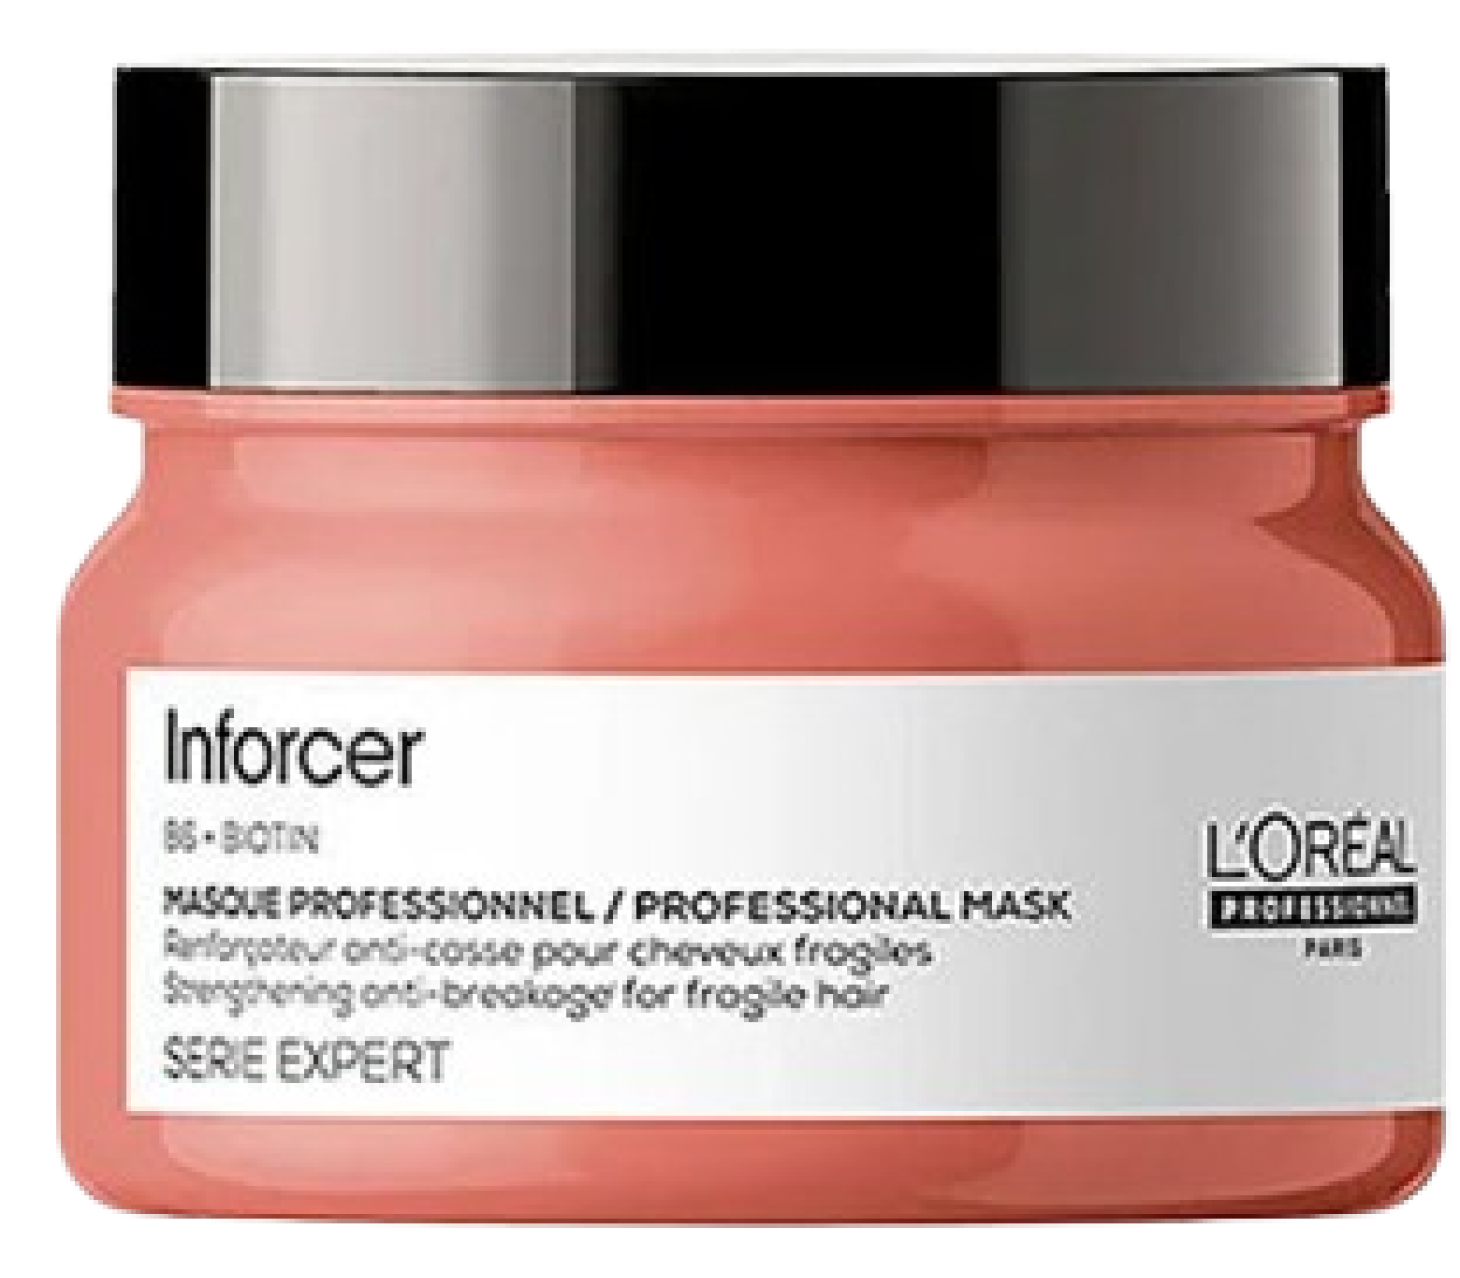 Inforcer
B6 • BIOTIN
MASQUE PROFESSIONNEL / PROFESSIONAL MASK
Renforçateur anti-casse pour cheveux fragiles
Strengthening anti-breakage for fragile hair
SERIE EXPERT
L'ORÉAL
PROFESSIONNEL
PARIS